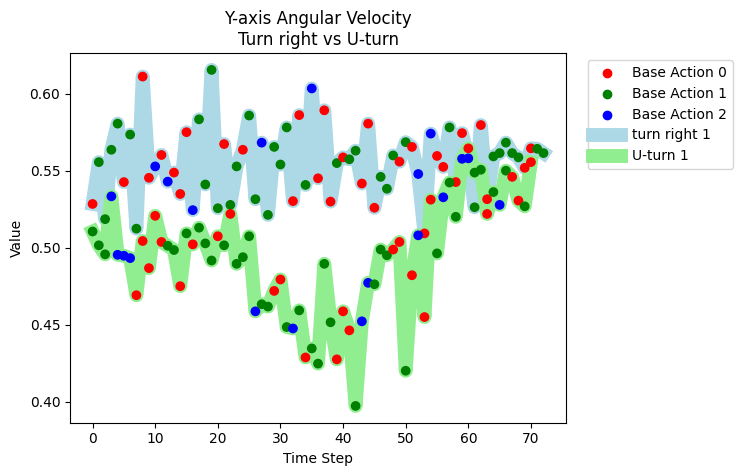 Y-axis Angular Velocity
Turn right vs U-turn
Base Action 0
Base Action 1
Base Action 2
turn right 1
U-turn 1
Value
0.60
0.55
0.50
0.45
0.40
0 10 20 30 40 50 60 70
Time Step